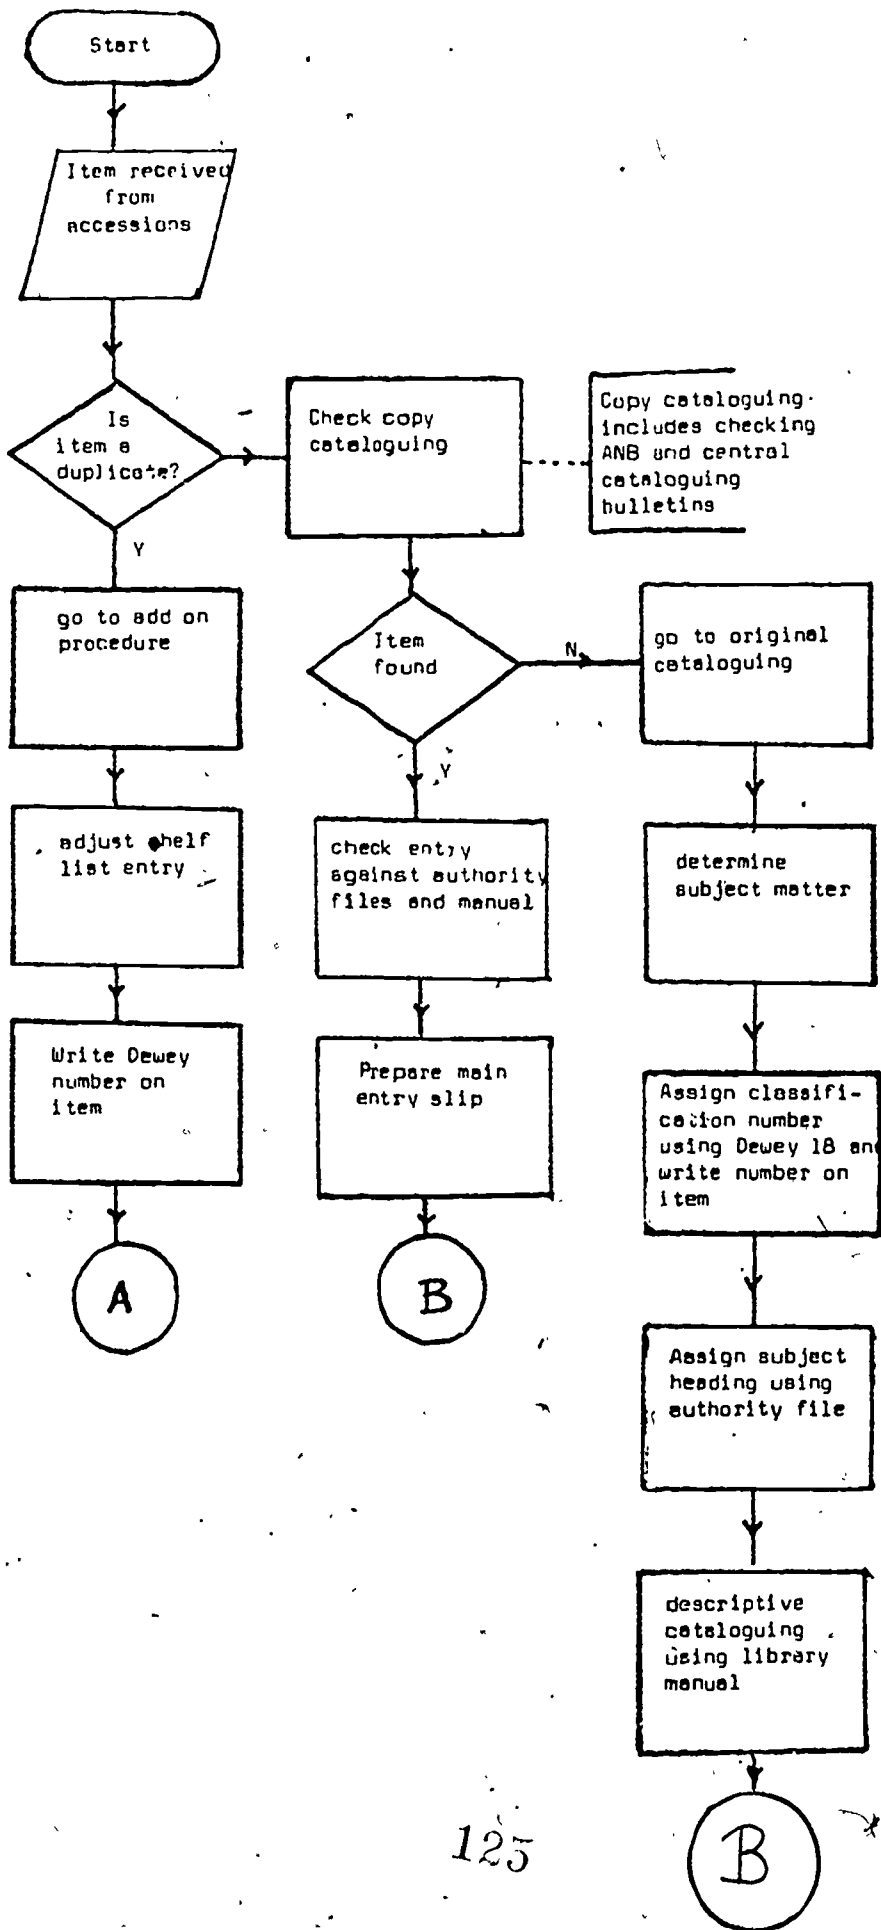 Start
Item received
from
accessions
Is
item a
duplicate?
Y
Check copy
cataloguing
Copy cataloguing
includes checking
ANB and central
cataloguing
bulletins
go to add on
procedure
adjust shelf
list entry
Write Dewey
number on
item
A
Item
found
N
Y
check entry
against authority
files and manual
Prepare main
entry slip
B
go to original
cataloguing
determine
subject matter
Assign classifi-
cation number
using Dewey 18 and
write number on
item
Assign subject
heading using
authority file
descriptive
cataloguing
using library
manual
B
125